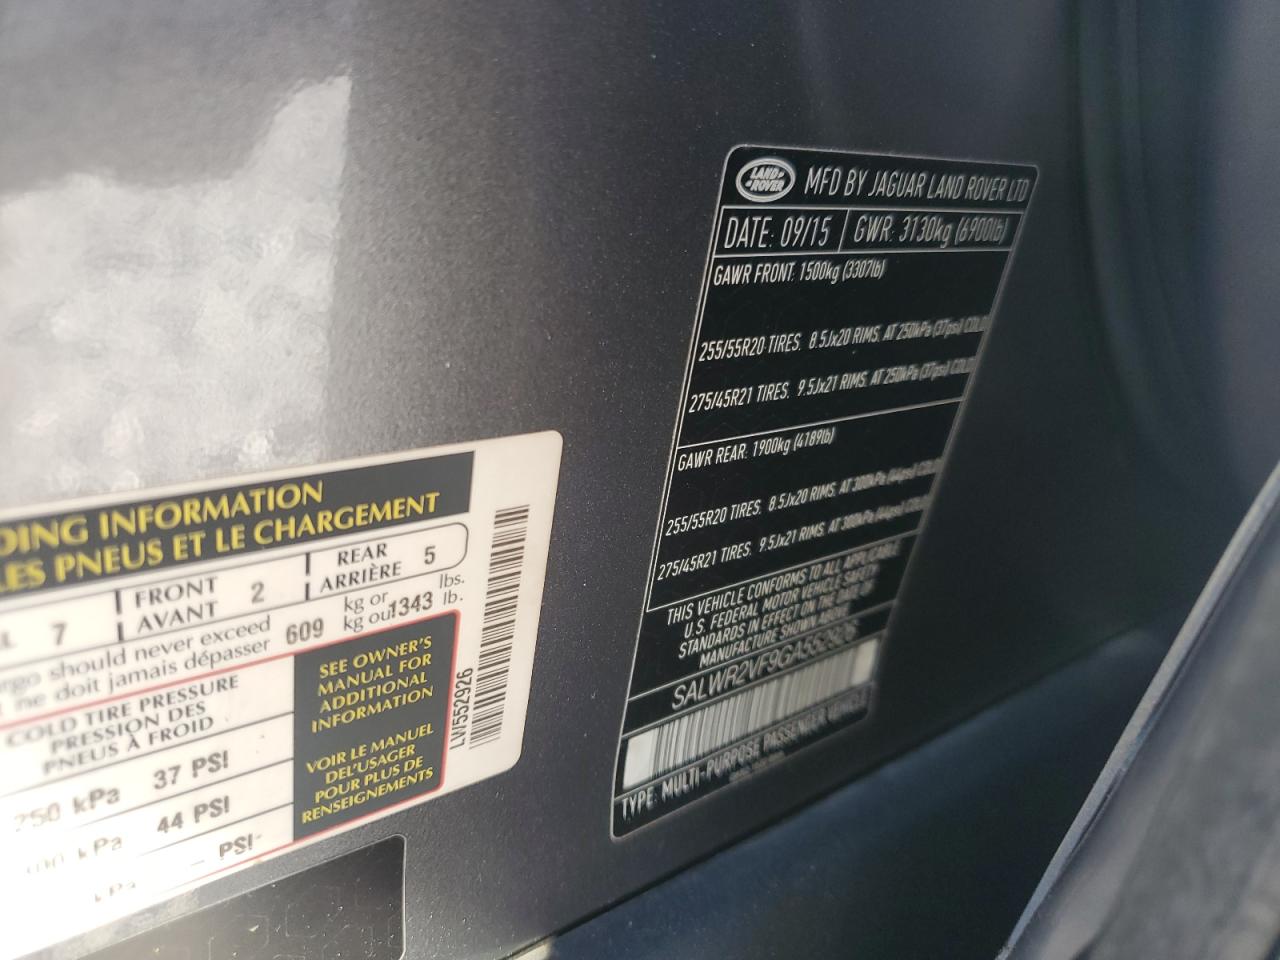 DING INFORMATION
LES PNEUS ET LE CHARGEMENT
L 7 FRONT AVANT 2 REAR ARRIÈRE 5
rgo should never exceed
ne doit jamais dépasser
609 kg or kg ou 1343 lbs. lb.
COLD TIRE PRESSURE
PRESSION DES
PNEUS À FROID
250 kPa 37 PSI
kPa 44 PSI
kPa - PSI
SEE OWNER'S
MANUAL FOR
ADDITIONAL
INFORMATION
VOIR LE MANUEL
DEL'USAGER
POUR PLUS DE
RENSEIGNEMENTS
LW552926
LAND ROVER
MFD BY JAGUAR LAND ROVER LTD
DATE: 09/15 GWR: 3130kg (6900lb)
GAWR FRONT: 1500kg (3307lb)
255/55R20 TIRES, 8.5Jx20 RIMS, AT 250kPa (37psi) COLD
275/45R21 TIRES, 9.5Jx21 RIMS, AT 250kPa (37psi) COLD
GAWR REAR: 1900kg (4189lb)
255/55R20 TIRES, 8.5Jx20 RIMS, AT 300kPa (44psi) COLD
275/45R21 TIRES, 9.5Jx21 RIMS, AT 300kPa (44psi) COLD
THIS VEHICLE CONFORMS TO ALL APPLICABLE
U.S. FEDERAL MOTOR VEHICLE SAFETY
STANDARDS IN EFFECT ON THE DATE OF
MANUFACTURE SHOWN ABOVE
SALWR2VF9GA552926
TYPE: MULTI-PURPOSE PASSENGER VEHICLE